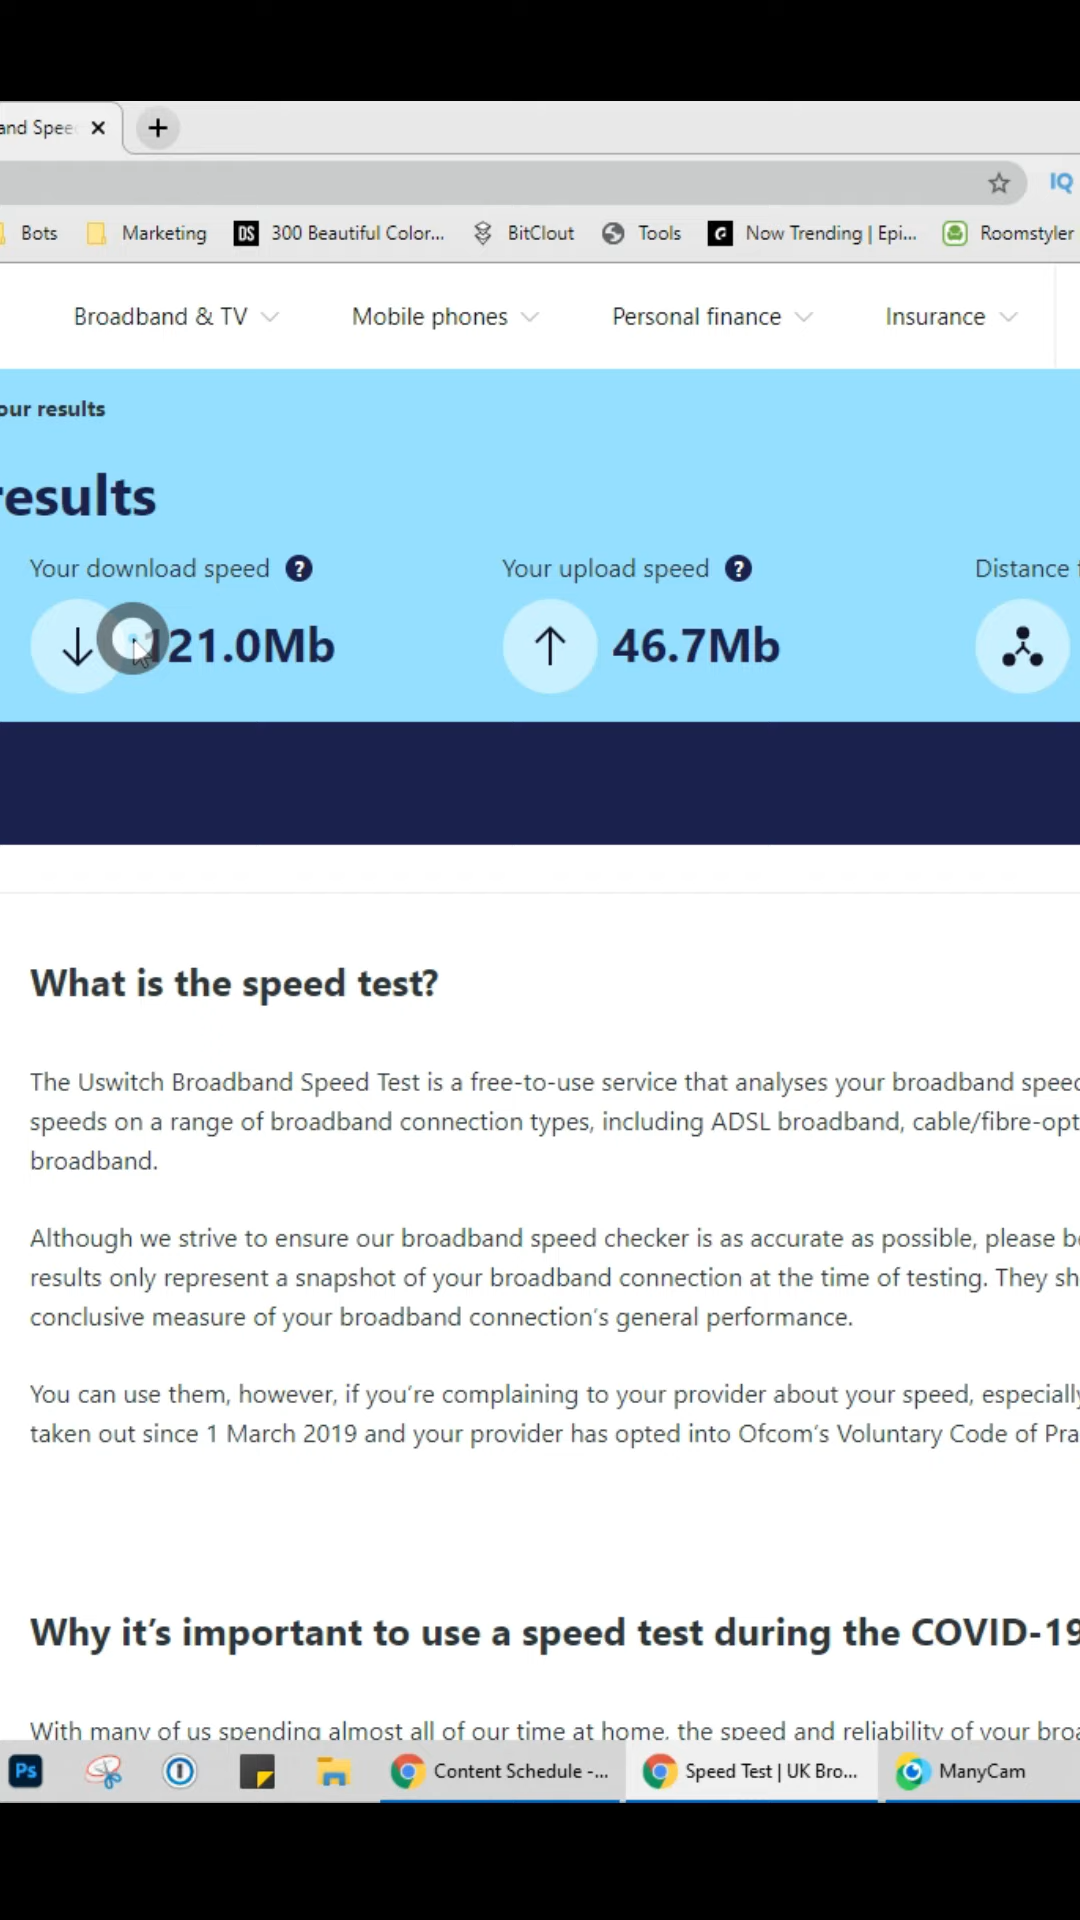 and Spee
IQ
Bots
Marketing
DS
300 Beautiful Color...
BitClout
Tools
Now Trending | Epi...
Roomstyler
Broadband & TV
Mobile phones
Personal finance
Insurance
our results
results
Your download speed ?
Your upload speed ?
Distance
121.0Mb
46.7Mb
What is the speed test?
The Uswitch Broadband Speed Test is a free-to-use service that analyses your broadband speed
speeds on a range of broadband connection types, including ADSL broadband, cable/fibre-opt
broadband.
Although we strive to ensure our broadband speed checker is as accurate as possible, please be
results only represent a snapshot of your broadband connection at the time of testing. They sh
conclusive measure of your broadband connection's general performance.
You can use them, however, if you're complaining to your provider about your speed, especially
taken out since 1 March 2019 and your provider has opted into Ofcom's Voluntary Code of Pra
Why it's important to use a speed test during the COVID-19
With many of us spending almost all of our time at home, the speed and reliability of your broa
Ps
Content Schedule -...
Speed Test | UK Bro...
ManyCam